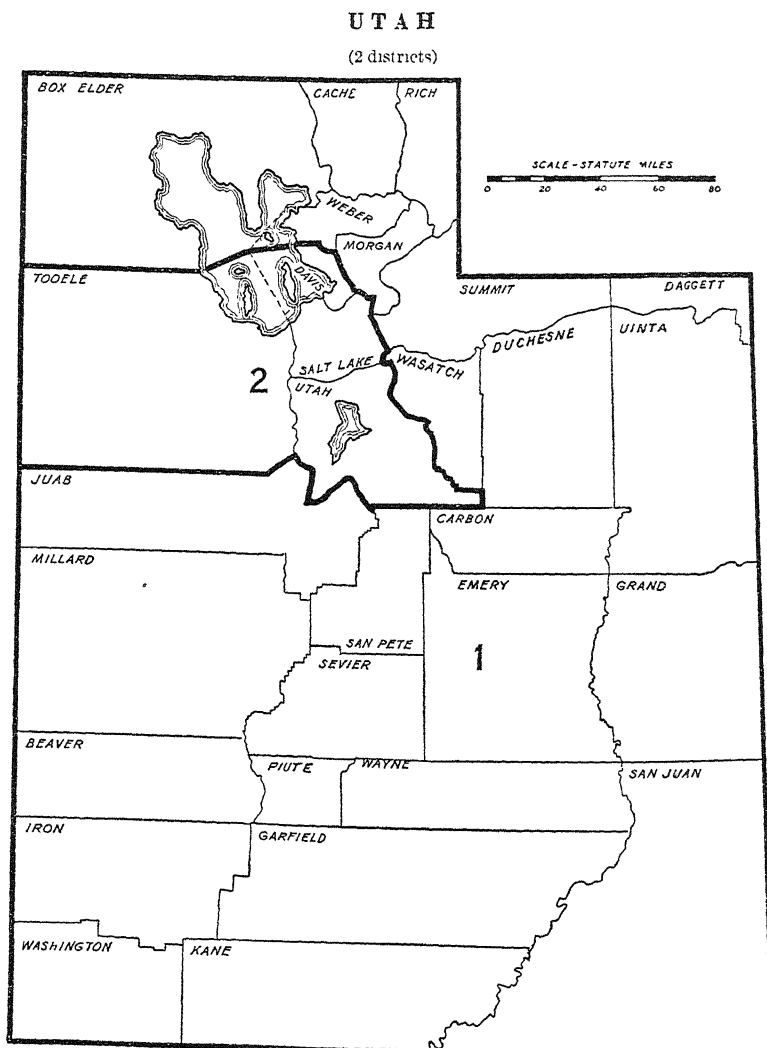 UTAH
(2 districts)
BOX ELDER
CACHE
RICH
SCALE-STATUTE MILES
0 20 40 60 80
WEBER
MORGAN
TOOELE
DAVIS
SUMMIT
DAGGETT
UINTA
DUCHESNE
SALT LAKE
WASATCH
2
UTAH
JUAB
CARBON
MILLARD
EMERY
GRAND
SAN PETE
SEVIER
1
BEAVER
PIUTE
WAYNE
SAN JUAN
IRON
GARFIELD
WASHINGTON
KANE